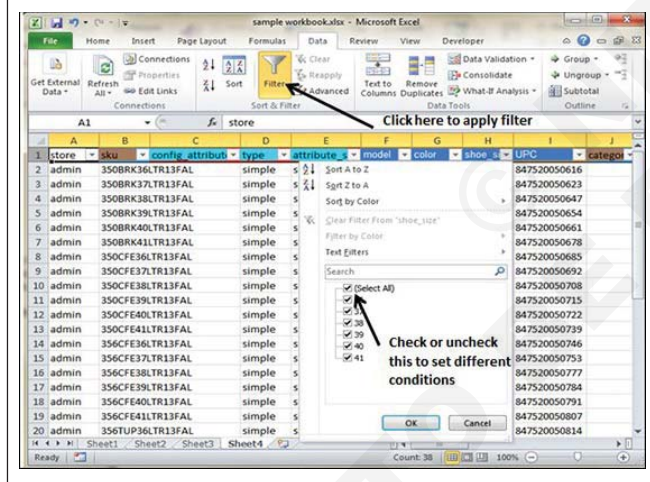 sample workbook.xlsx - Microsoft Excel
File Home Insert Page Layout Formulas Data Review View Developer
Get External Data Refresh All Connections Properties Edit Links Sort Filter Clear Reapply Advanced Text to Columns Remove Duplicates Data Validation Consolidate What-If Analysis Group Ungroup Subtotal
Connections Sort & Filter Data Tools Outline
Click here to apply filter
A1 fx store
A B C D E F G H I J
1 store sku config_attribut type attribute_s model color shoe_si UPC categor
2 admin 350BRK36LTR13FAL simple s 847520050616
3 admin 350BRK37LTR13FAL simple s 847520050623
4 admin 350BRK38LTR13FAL simple s 847520050647
5 admin 350BRK39LTR13FAL simple s 847520050654
6 admin 350BRK40LTR13FAL simple s 847520050661
7 admin 350BRK41LTR13FAL simple s 847520050678
8 admin 350CFE36LTR13FAL simple s 847520050685
9 admin 350CFE37LTR13FAL simple s 847520050692
10 admin 350CFE38LTR13FAL simple s 847520050708
11 admin 350CFE39LTR13FAL simple s 847520050715
12 admin 350CFE40LTR13FAL simple s 847520050722
13 admin 350CFE41LTR13FAL simple s 847520050739
14 admin 356CFE36LTR13FAL simple s 847520050746
15 admin 356CFE37LTR13FAL simple s 847520050753
16 admin 356CFE38LTR13FAL simple s 847520050777
17 admin 356CFE39LTR13FAL simple s 847520050784
18 admin 356CFE40LTR13FAL simple s 847520050791
19 admin 356CFE41LTR13FAL simple s 847520050807
20 admin 356TUP36LTR13FAL simple s 847520050814
Sort A to Z
Sort Z to A
Sort by Color
Clear Filter From "shoe_size"
Filter by Color
Text Filters
Search
(Select All)
37
38
39
40
41
Check or uncheck
this to set different
conditions
OK Cancel
Sheet1 Sheet2 Sheet3 Sheet4
Ready Count: 38 100%